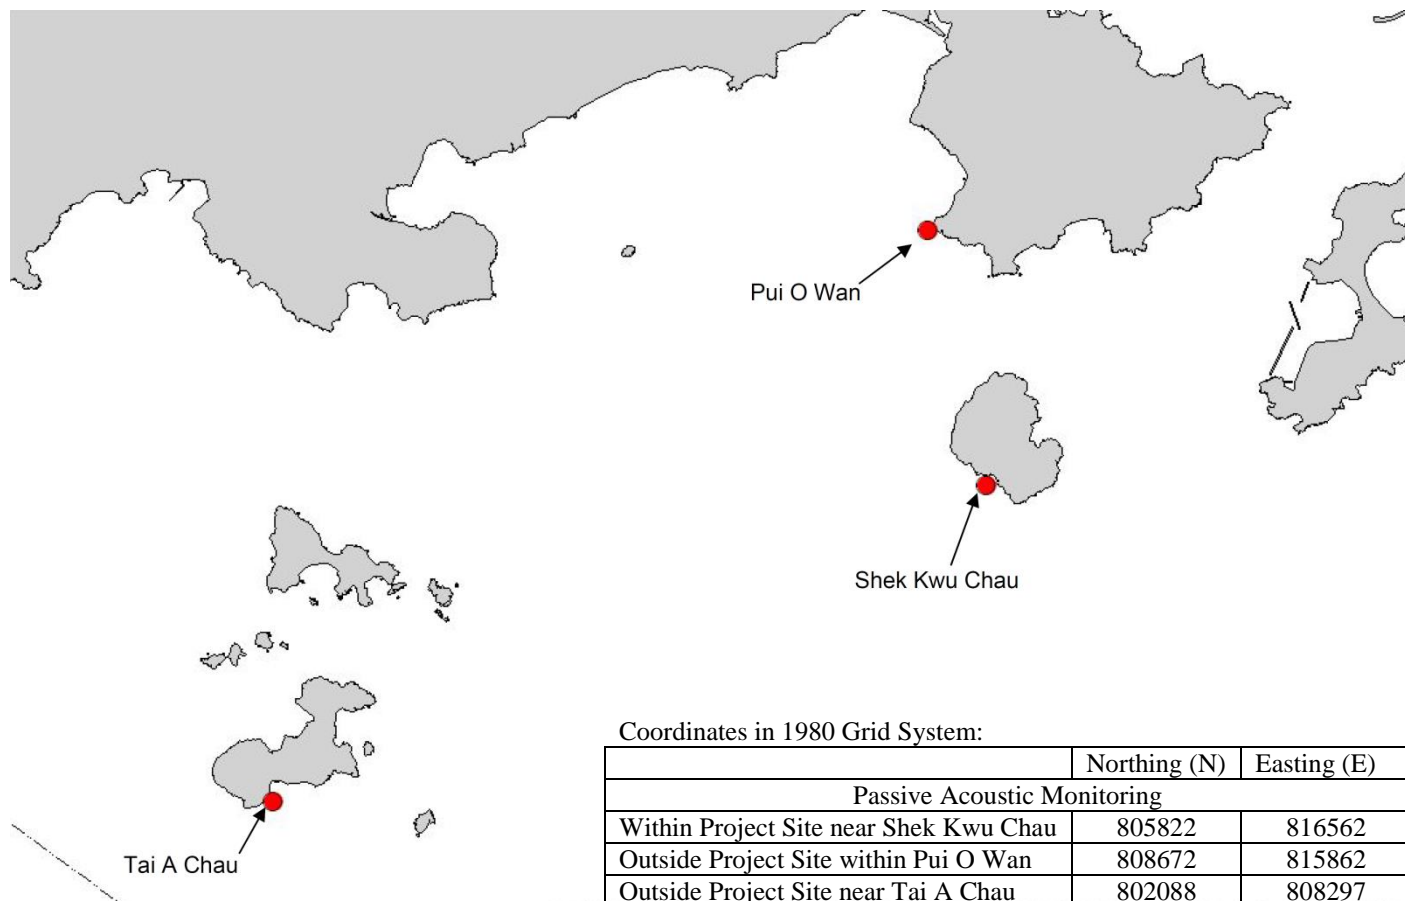 Pui O Wan
Shek Kwu Chau
Tai A Chau
Coordinates in 1980 Grid System:
Northing (N) Easting (E)
Passive Acoustic Monitoring
Within Project Site near Shek Kwu Chau 805822 816562
Outside Project Site within Pui O Wan 808672 815862
Outside Project Site near Tai A Chau 802088 808297